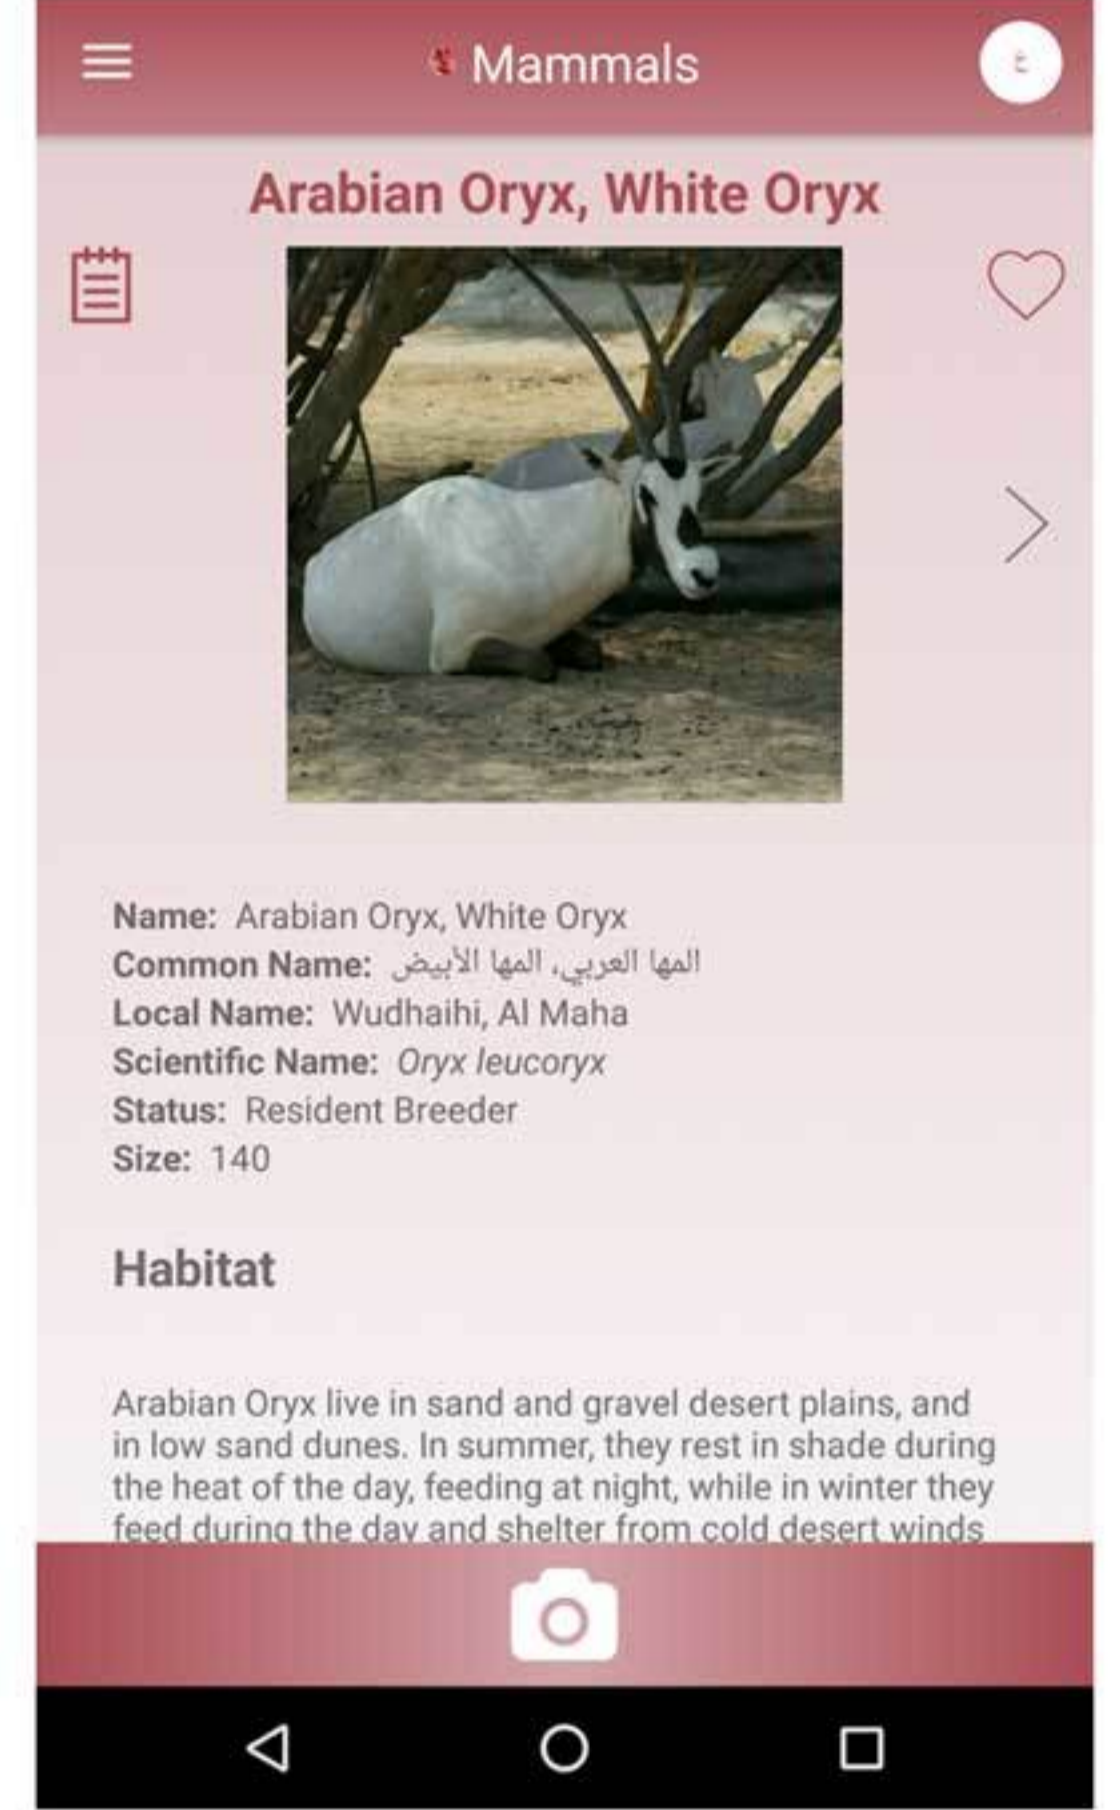 Mammals
Arabian Oryx, White Oryx
Name: Arabian Oryx, White Oryx
Common Name: المها العربي، المها الأبيض
Local Name: Wudhaihi, Al Maha
Scientific Name: Oryx leucoryx
Status: Resident Breeder
Size: 140
Habitat
Arabian Oryx live in sand and gravel desert plains, and
in low sand dunes. In summer, they rest in shade during
the heat of the day, feeding at night, while in winter they
feed during the day and shelter from cold desert winds